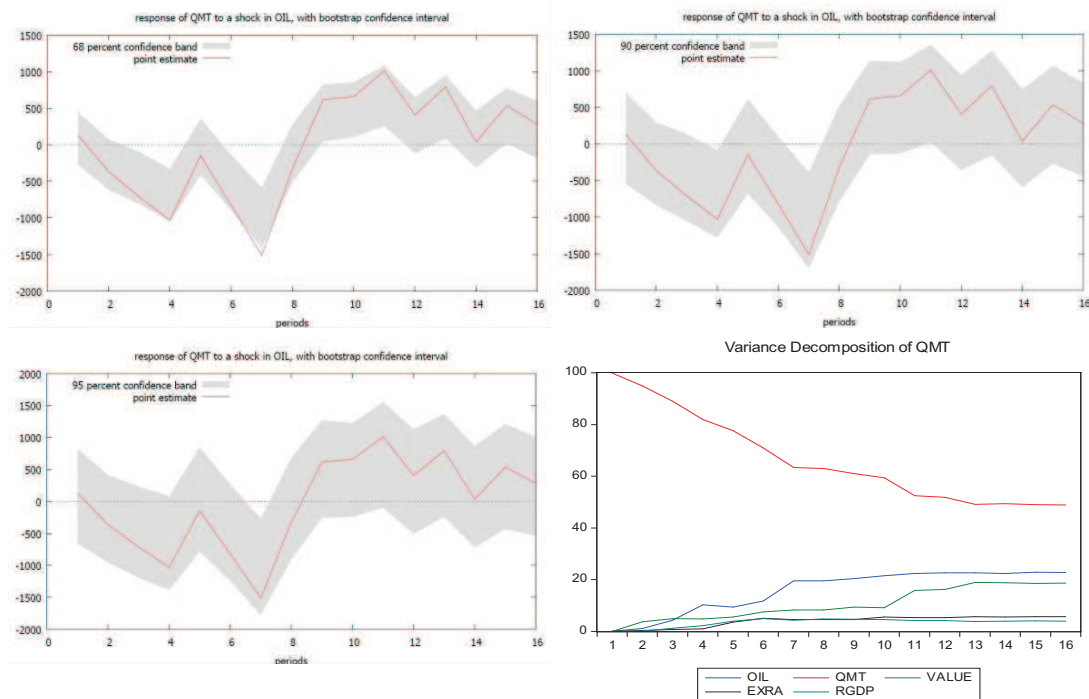 response of QMT to a shock in OIL, with bootstrap confidence interval
68 percent confidence band
point estimate
1500
1000
500
0
-500
-1000
-1500
-2000
0 2 4 6 8 10 12 14 16
periods
response of QMT to a shock in OIL, with bootstrap confidence interval
90 percent confidence band
point estimate
1500
1000
500
0
-500
-1000
-1500
-2000
0 2 4 6 8 10 12 14 16
periods
response of QMT to a shock in OIL, with bootstrap confidence interval
95 percent confidence band
point estimate
2000
1500
1000
500
0
-500
-1000
-1500
-2000
0 2 4 6 8 10 12 14 16
periods
Variance Decomposition of QMT
100
80
60
40
20
0
1 2 3 4 5 6 7 8 9 10 11 12 13 14 15 16
OIL QMT VALUE
EXRA RGDP